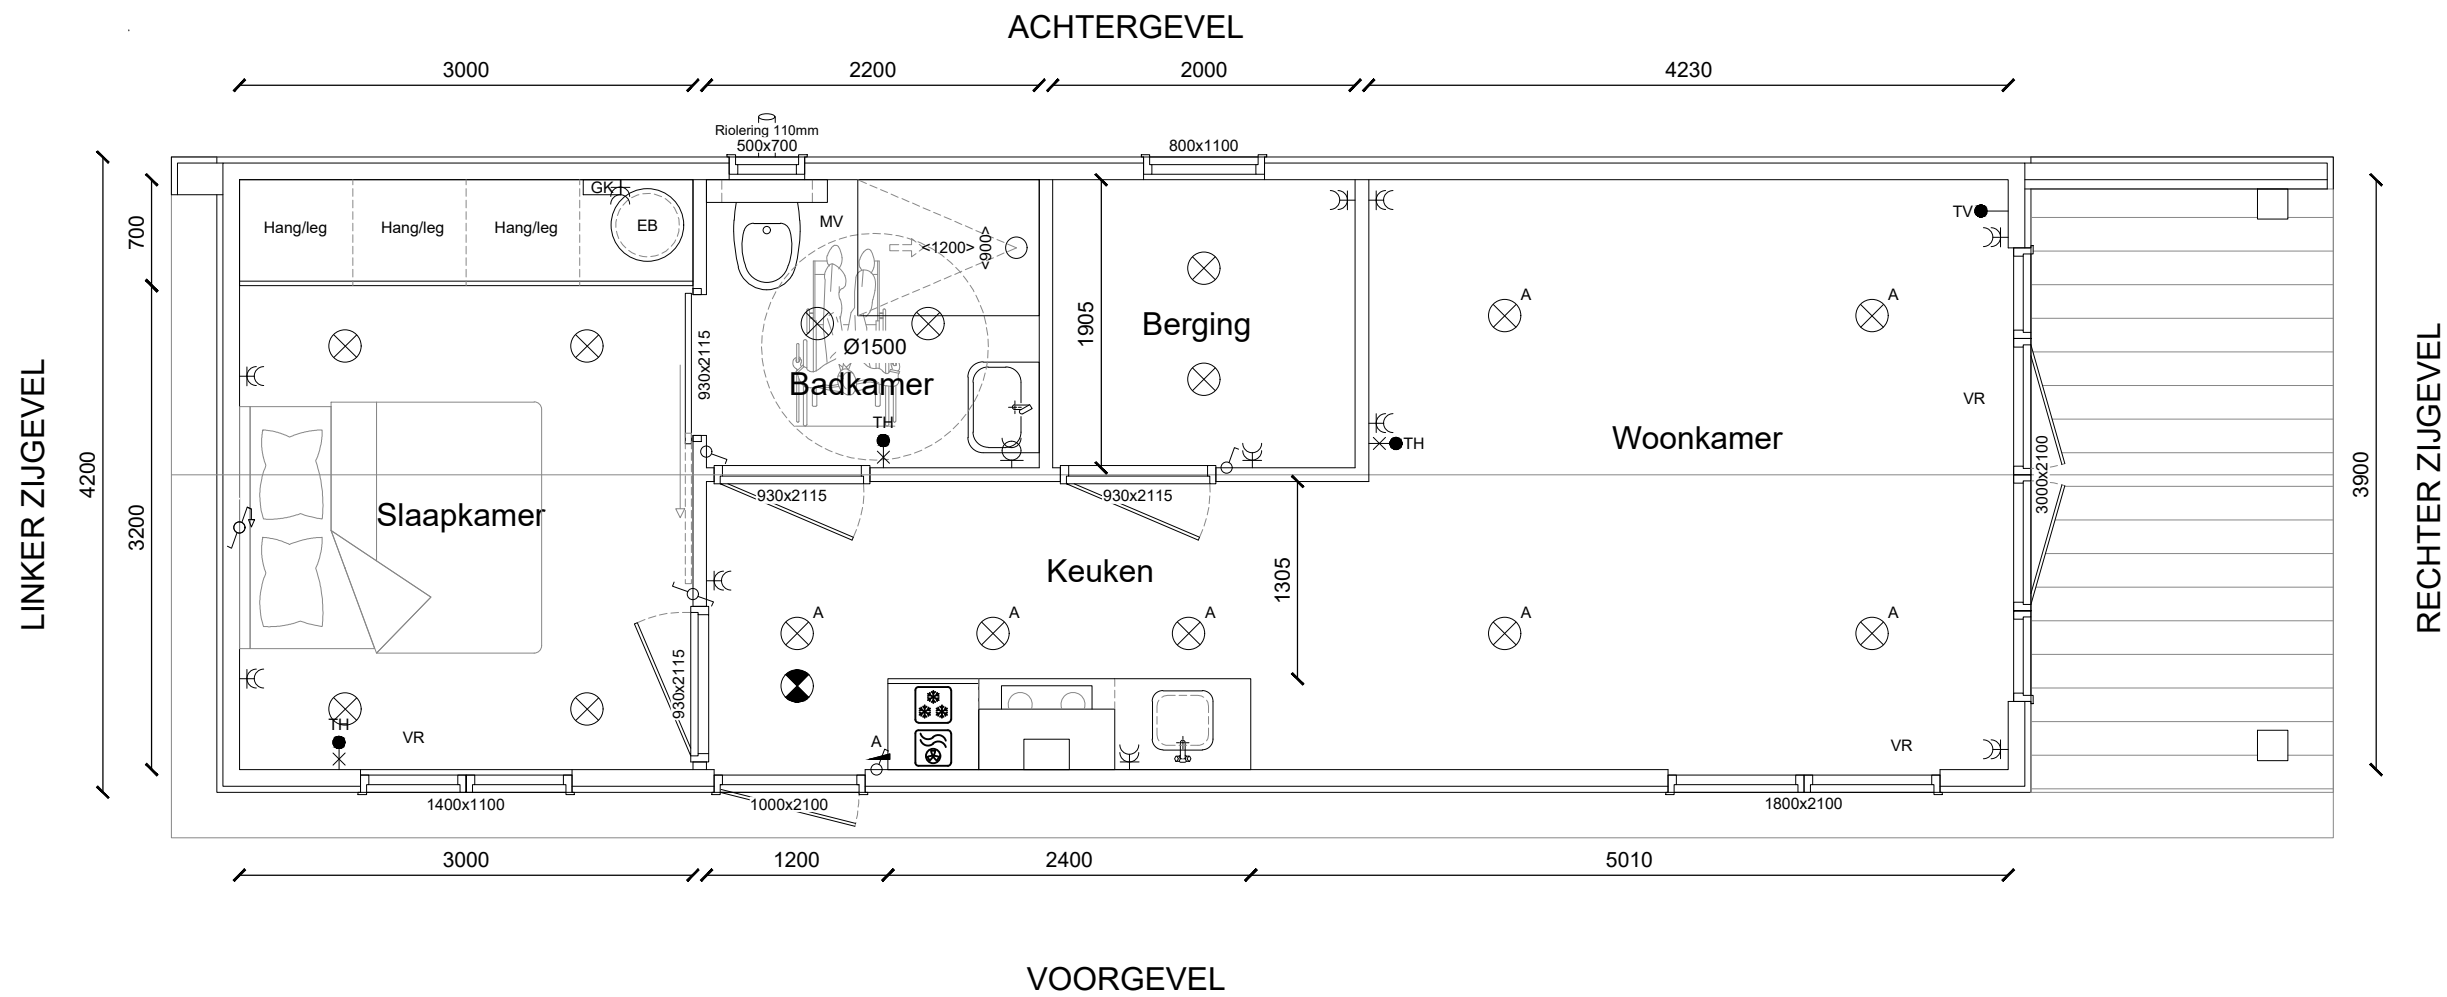 ACHTERGEVEL
3000
2200
2000
4230
Riolering 110mm
500x700
800x1100
GK
Hang/leg
Hang/leg
Hang/leg
EB
MV
<1200>
<900>
TV
700
A
A
1905
Berging
930x2115
Ø1500
Badkamer
TH
VR
Woonkamer
TH
LINKER ZIJGEVEL
4200
3200
Slaapkamer
930x2115
930x2115
3000x2100
3900
RECHTER ZIJGEVEL
Keuken
1305
A
A
A
A
A
930x2115
TH
VR
A
VR
1400x1100
1000x2100
1800x2100
3000
1200
2400
5010
VOORGEVEL